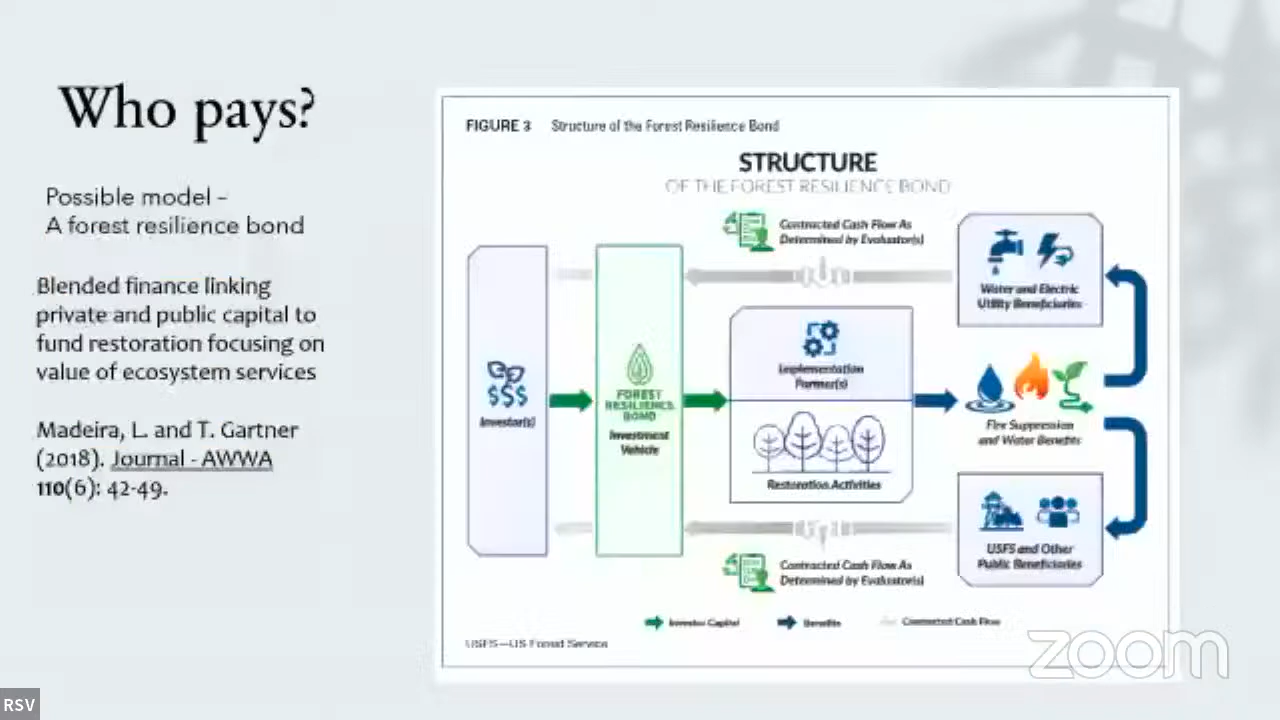 Who pays?
Possible model –
A forest resilience bond
Blended finance linking
private and public capital to
fund restoration focusing on
value of ecosystem services
Madeira, L. and T. Gartner
(2018). Journal - AWWA
110(6): 42-49.
FIGURE 3 Structure of the Forest Resilience Bond
STRUCTURE
OF THE FOREST RESILIENCE BOND
Contracted Cash Flow As
Determined by Evaluator(s)
Water and Electric
Utility Beneficiaries
Implementation
Partner(s)
$$$
Investor(s)
FOREST
RESILIENCE
BOND
Investment
Vehicle
Fire Suppression
and Water Benefits
Restoration Activities
USFS and Other
Public Beneficiaries
Contracted Cash Flow As
Determined by Evaluator(s)
Investor Capital
Benefits
Contracted Cash Flow
USFS—US Forest Service
zoom
RSV